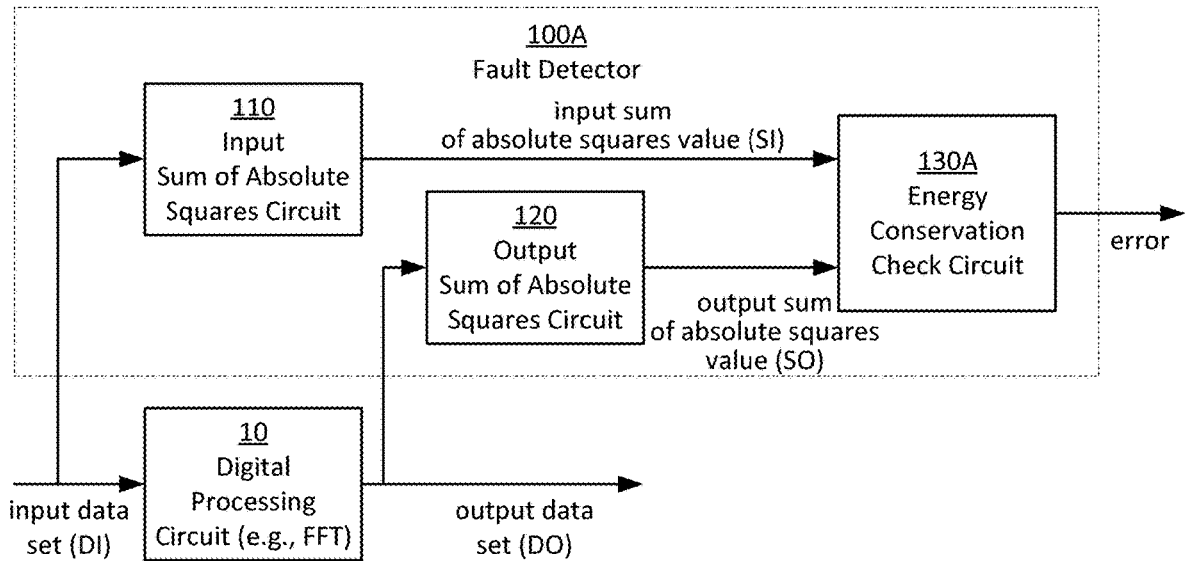 100A
Fault Detector
110
Input
Sum of Absolute
Squares Circuit
input sum
of absolute squares value (SI)
120
Output
Sum of Absolute
Squares Circuit
output sum
of absolute squares
value (SO)
130A
Energy
Conservation
Check Circuit
error
10
Digital
Processing
Circuit (e.g., FFT)
input data
set (DI)
output data
set (DO)